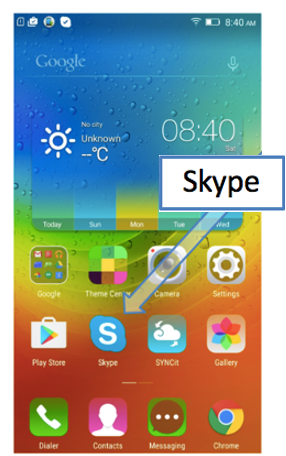 8:40 AM
Google
No city
Unknown
--°C
08:40
Sat
Skype
Today Sun Mon Tue Wed
Google Theme Center Camera Settings
Play Store Skype SYNCit Gallery
Dialer Contacts Messaging Chrome